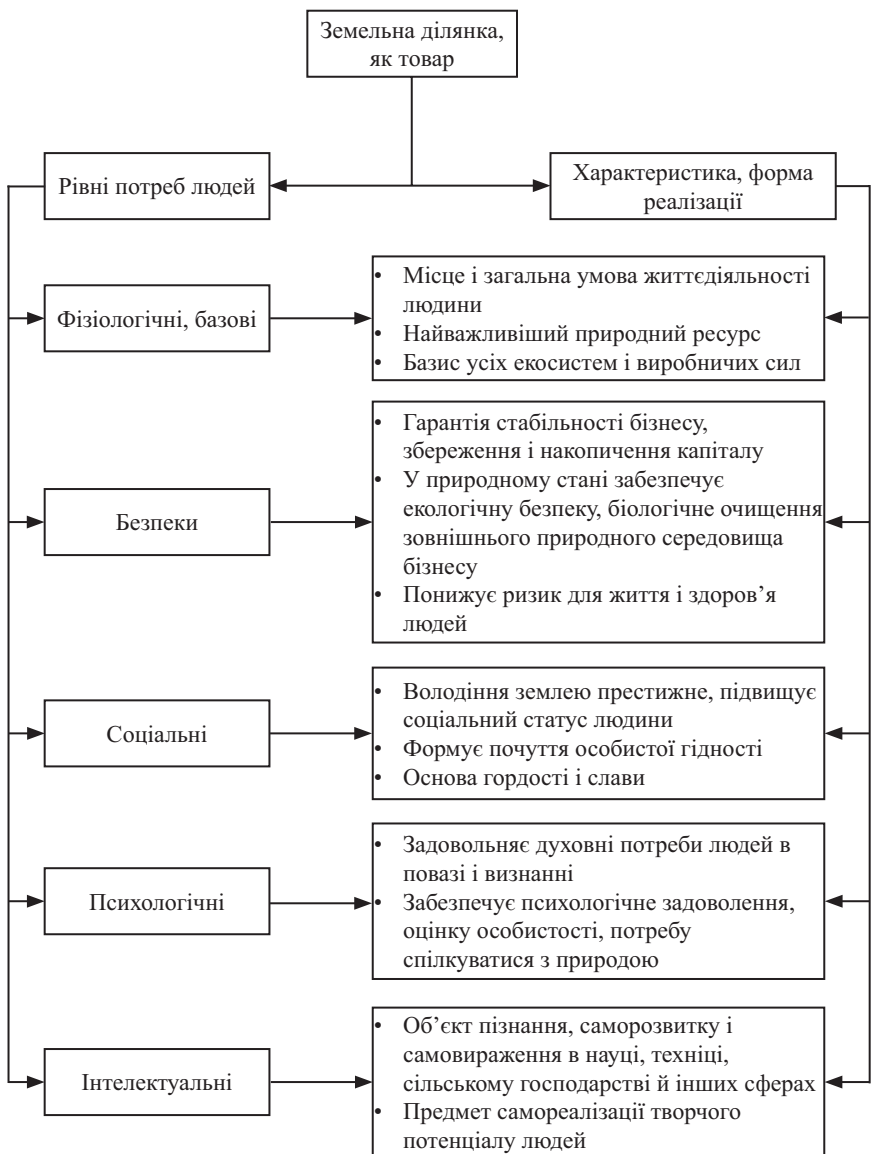 Земельна ділянка,
як товар
Рівні потреб людей
Характеристика, форма
реалізації
Фізіологічні, базові
• Місце і загальна умова життєдіяльності
людини
• Найважливіший природний ресурс
• Базис усіх екосистем і виробничих сил
Безпеки
• Гарантія стабільності бізнесу,
збереження і накопичення капіталу
• У природному стані забезпечує
екологічну безпеку, біологічне очищення
зовнішнього природного середовища
бізнесу
• Понижує ризик для життя і здоров’я
людей
Соціальні
• Володіння землею престижне, підвищує
соціальний статус людини
• Формує почуття особистої гідності
• Основа гордості і слави
Психологічні
• Задовольняє духовні потреби людей в
повазі і визнанні
• Забезпечує психологічне задоволення,
оцінку особистості, потребу
спілкуватися з природою
Інтелектуальні
• Об’єкт пізнання, саморозвитку і
самовираження в науці, техніці,
сільському господарстві й інших сферах
• Предмет самореалізації творчого
потенціалу людей